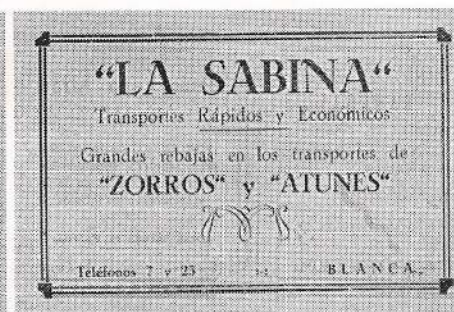 “LA SABINA“
Transportes Rápidos y Económicos
Grandes rebajas en los transportes de
“ZORROS“ y “ATUNES“
Teléfonos 7 y 25 :-: BLANCA.